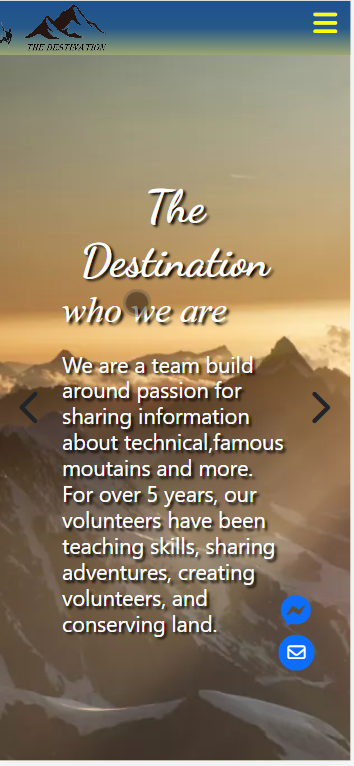 THE DESTIVATION
The
Destination
who we are
We are a team build
around passion for
sharing information
about technical,famous
moutains and more.
For over 5 years, our
volunteers have been
teaching skills, sharing
adventures, creating
volunteers, and
conserving land.